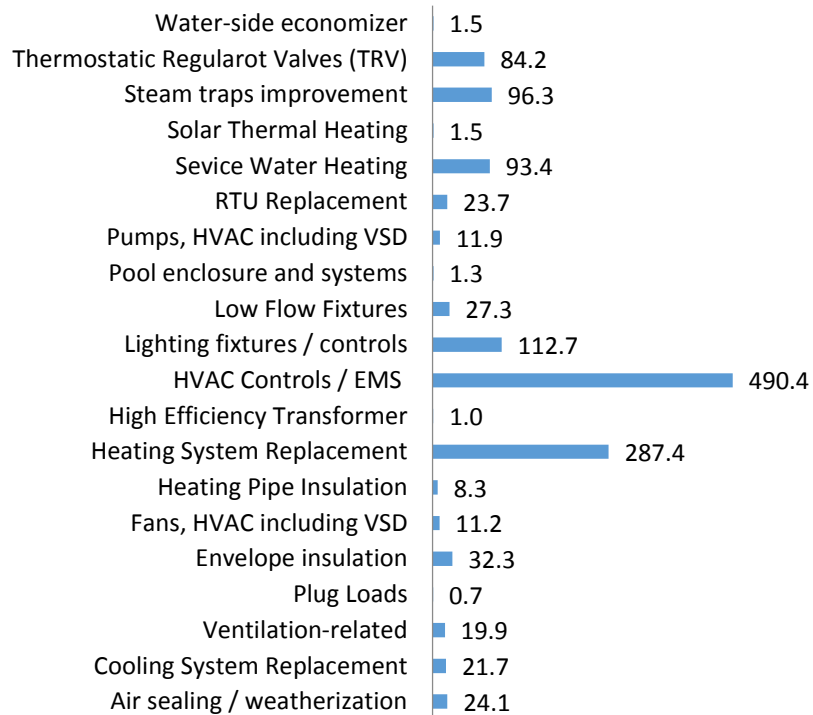 Water-side economizer 1.5
Thermostatic Regularot Valves (TRV) 84.2
Steam traps improvement 96.3
Solar Thermal Heating 1.5
Sevice Water Heating 93.4
RTU Replacement 23.7
Pumps, HVAC including VSD 11.9
Pool enclosure and systems 1.3
Low Flow Fixtures 27.3
Lighting fixtures / controls 112.7
HVAC Controls / EMS 490.4
High Efficiency Transformer 1.0
Heating System Replacement 287.4
Heating Pipe Insulation 8.3
Fans, HVAC including VSD 11.2
Envelope insulation 32.3
Plug Loads 0.7
Ventilation-related 19.9
Cooling System Replacement 21.7
Air sealing / weatherization 24.1